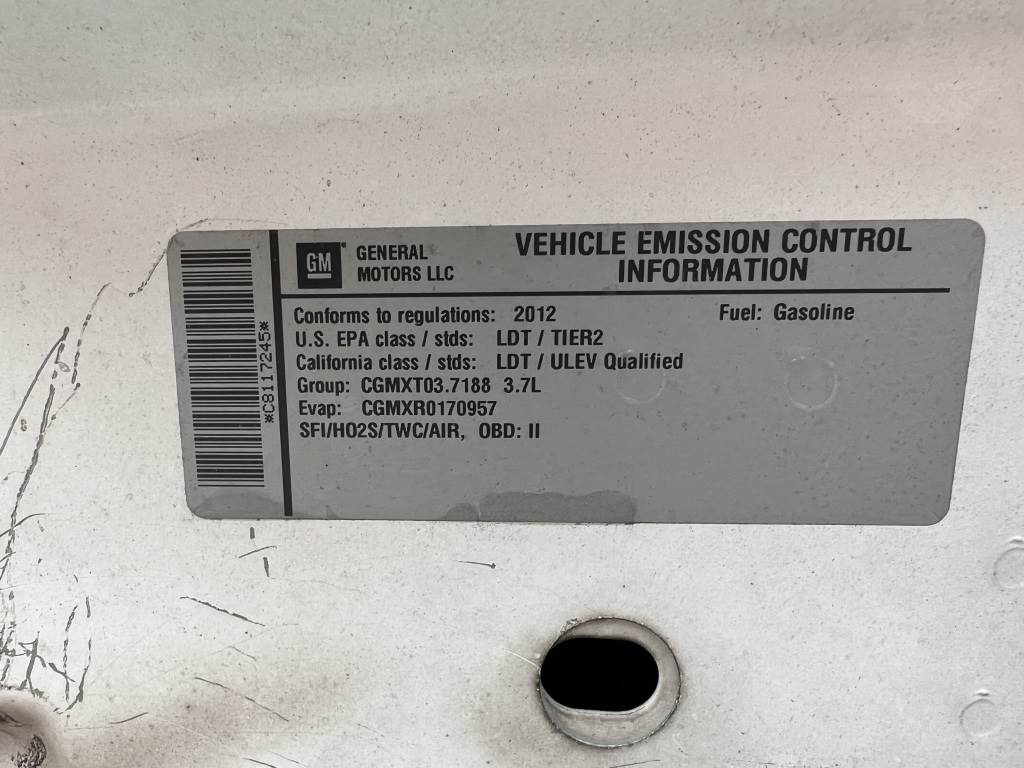 GM
GENERAL
MOTORS LLC
VEHICLE EMISSION CONTROL
INFORMATION
Conforms to regulations: 2012
Fuel: Gasoline
U.S. EPA class / stds: LDT / TIER2
California class / stds: LDT / ULEV Qualified
Group: CGMXT03.7188 3.7L
Evap: CGMXR0170957
SFI/HO2S/TWC/AIR, OBD: II
*C8117245*